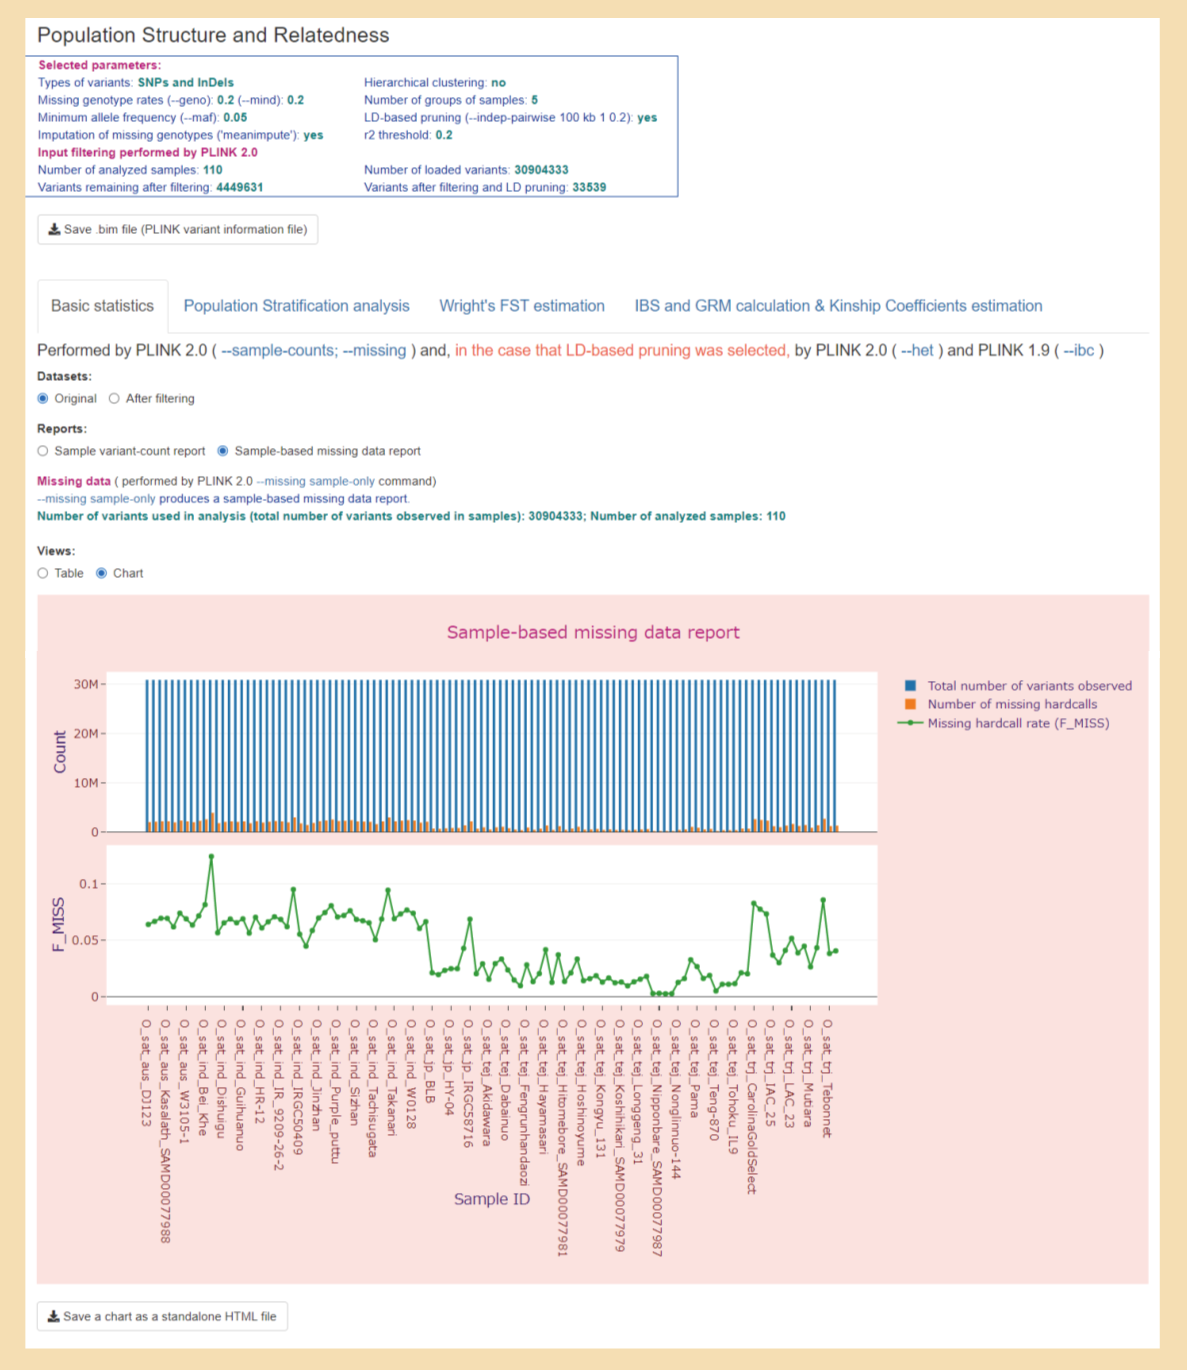 Population Structure and Relatedness
Selected parameters:
Types of variants: SNPs and InDels
Hierarchical clustering: no
Missing genotype rates (--geno): 0.2 (--mind): 0.2
Number of groups of samples: 5
Minimum allele frequency (--maf): 0.05
LD-based pruning (--indep-pairwise 100 kb 1 0.2): yes
Imputation of missing genotypes ('meanimpute'): yes
r2 threshold: 0.2
Input filtering performed by PLINK 2.0
Number of analyzed samples: 110
Number of loaded variants: 30904333
Variants remaining after filtering: 4449631
Variants after filtering and LD pruning: 33539
Save .bim file (PLINK variant information file)
Basic statistics
Population Stratification analysis
Wright's FST estimation
IBS and GRM calculation & Kinship Coefficients estimation
Performed by PLINK 2.0 ( --sample-counts; --missing ) and, in the case that LD-based pruning was selected, by PLINK 2.0 ( --het ) and PLINK 1.9 ( --ibc )
Datasets:
Original After filtering
Reports:
Sample variant-count report Sample-based missing data report
Missing data ( performed by PLINK 2.0 --missing sample-only command)
--missing sample-only produces a sample-based missing data report.
Number of variants used in analysis (total number of variants observed in samples): 30904333; Number of analyzed samples: 110
Views:
Table Chart
Sample-based missing data report
Total number of variants observed
Number of missing hardcalls
Missing hardcall rate (F_MISS)
Count
30M
20M
10M
0
F_MISS
0.1
0.05
0
O_sat_aus_DJ123
O_sat_aus_Kasalath_SAMD00077988
O_sat_aus_W3105-1
O_sat_ind_Bei_Khe
O_sat_ind_Dishuigu
O_sat_ind_Guihuanuo
O_sat_ind_HR-12
O_sat_ind_IR_9209-26-2
O_sat_ind_IRGC50409
O_sat_ind_Jinzhan
O_sat_ind_Purple_puttu
O_sat_ind_Sizhan
O_sat_ind_Tachisugata
O_sat_ind_Takanari
O_sat_ind_W0128
O_sat_jp_BLB
O_sat_jp_HY-04
O_sat_jp_IRGC58716
O_sat_tej_Akidawara
O_sat_tej_Dabainuo
O_sat_tej_Fengrunhandaozi
O_sat_tej_Hayamasari
O_sat_tej_Hitomebore_SAMD00077981
O_sat_tej_Hoshinoyume
O_sat_tej_Kongyu_131
O_sat_tej_Koshihikari_SAMD00077979
O_sat_tej_Longgeng_31
O_sat_tej_Nipponbare_SAMD00077987
O_sat_tej_Nonglinnuo-144
O_sat_tej_Pama
O_sat_tej_Teng-870
O_sat_tej_Tohoku_IL9
O_sat_trj_CarolinaGoldSelect
O_sat_trj_IAC_25
O_sat_trj_LAC_23
O_sat_trj_Mutiara
O_sat_trj_Tebonnet
Sample ID
Save a chart as a standalone HTML file